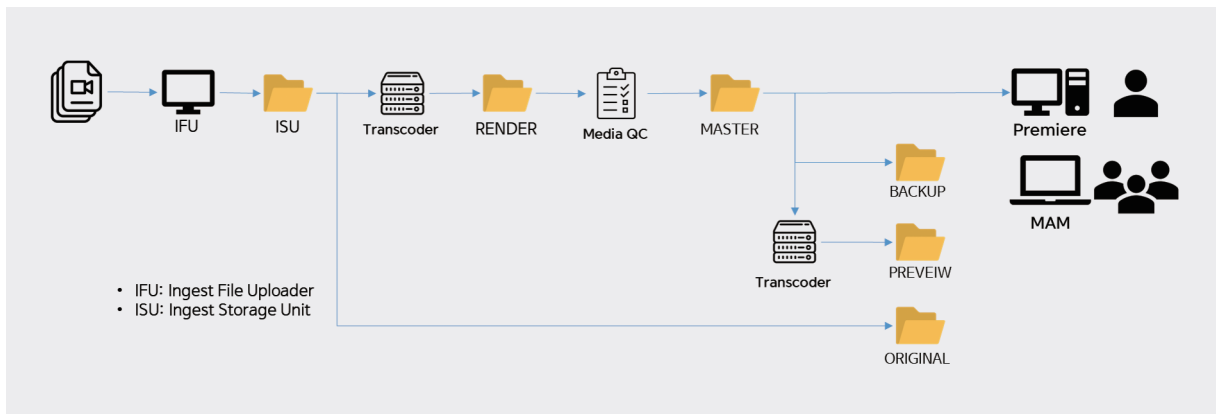 IFU
ISU
Transcoder
RENDER
Media QC
MASTER
Premiere
BACKUP
MAM
Transcoder
PREVEIW
• IFU: Ingest File Uploader
• ISU: Ingest Storage Unit
ORIGINAL